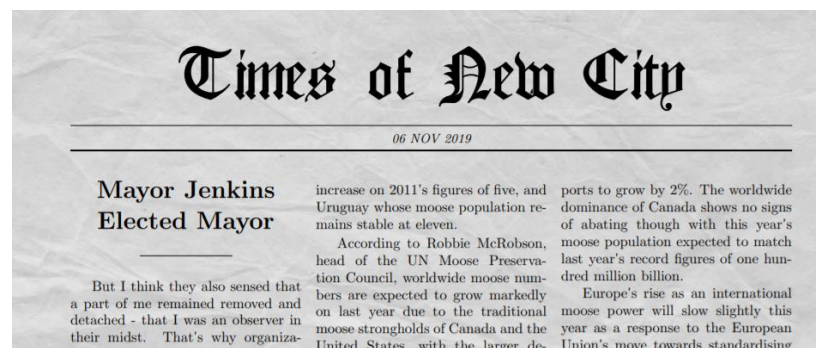 Times of New City
06 NOV 2019
Mayor Jenkins
Elected Mayor
But I think they also sensed that
a part of me remained removed and
detached - that I was an observer in
their midst. That's why organiza-
increase on 2011's figures of five, and
Uruguay whose moose population re-
mains stable at eleven.
According to Robbie McRobson,
head of the UN Moose Preserva-
tion Council, worldwide moose num-
bers are expected to grow markedly
on last year due to the traditional
moose strongholds of Canada and the
United States, with the larger de-
ports to grow by 2%. The worldwide
dominance of Canada shows no signs
of abating though with this year's
moose population expected to match
last year's record figures of one hun-
dred million billion.
Europe's rise as an international
moose power will slow slightly this
year as a response to the European
Union's move towards standardising